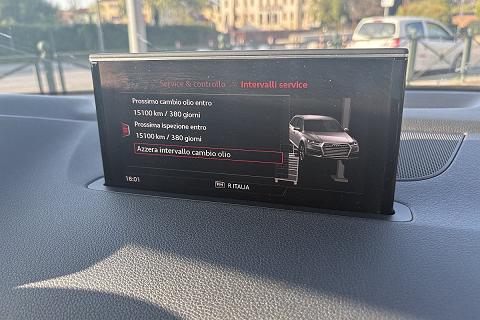 Service & controllo Intervalli service
Prossimo cambio olio entro
15100 km / 380 giorni
Prossima ispezione entro
15100 km / 380 giorni
Azzera intervallo cambio olio
18:01
R ITALIA